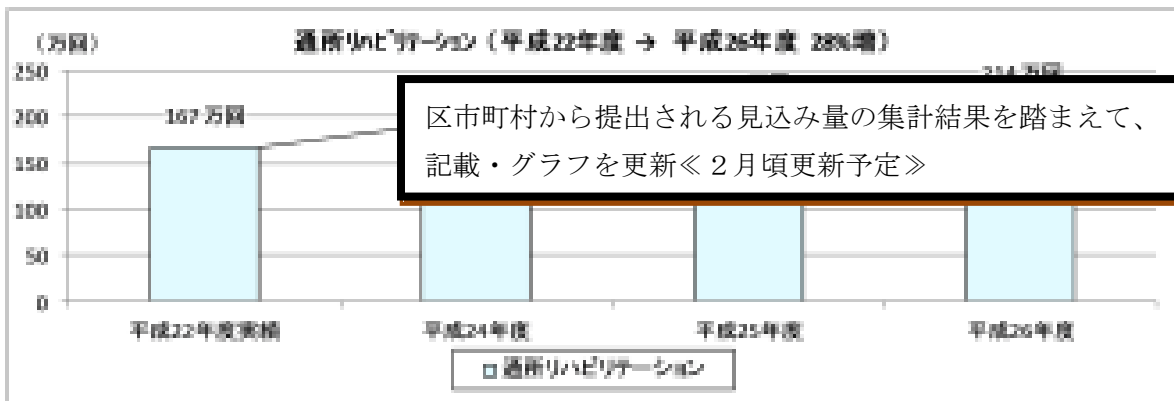 （万回）
通所リハビリテーション（平成22年度 → 平成26年度 28%増）
250
200
150
100
50
0
167 万回
214 万回
区市町村から提出される見込み量の集計結果を踏まえて、
記載・グラフを更新≪２月頃更新予定≫
平成22年度実績
平成24年度
平成25年度
平成26年度
通所リハビリテーション